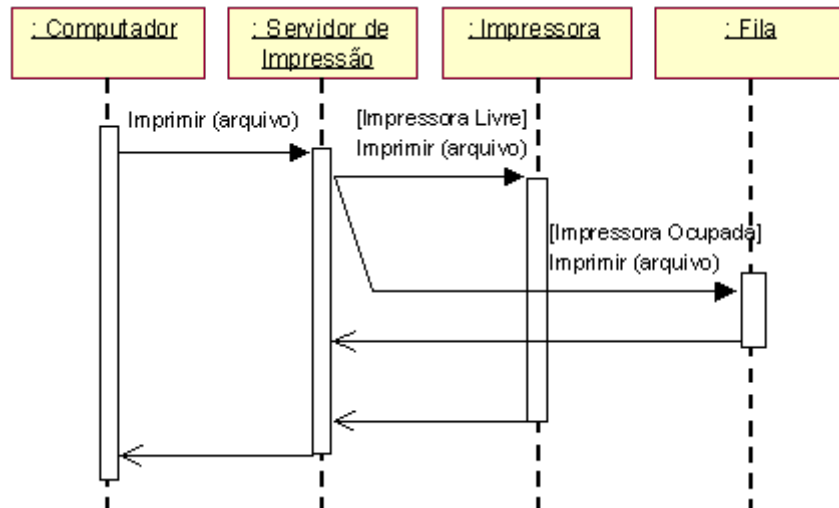 : Computador
: Servidor de
Impressão
: Impressora
: Fila
Imprimir (arquivo)
[Impressora Livre]
Imprimir (arquivo)
[Impressora Ocupada]
Imprimir (arquivo)